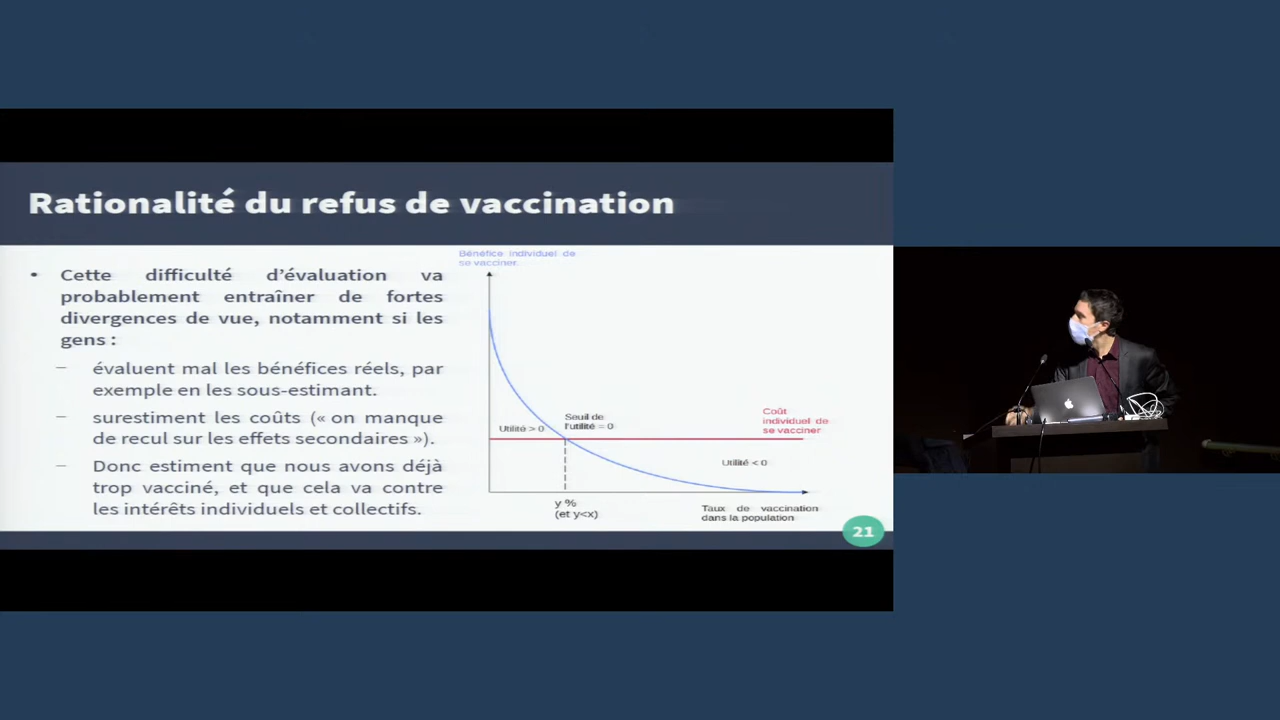 Rationalité du refus de vaccination
• Cette difficulté d'évaluation va
probablement entraîner de fortes
divergences de vue, notamment si les
gens :
– évaluent mal les bénéfices réels, par
exemple en les sous-estimant.
– surestiment les coûts (« on manque
de recul sur les effets secondaires »).
– Donc estiment que nous avons déjà
trop vacciné, et que cela va contre
les intérêts individuels et collectifs.
Bénéfice individuel de
se vacciner.
Utilité > 0
Seuil de
l'utilité = 0
Coût
individuel de
se vacciner
Utilité < 0
y %
(et y<x)
Taux de vaccination
dans la population
21